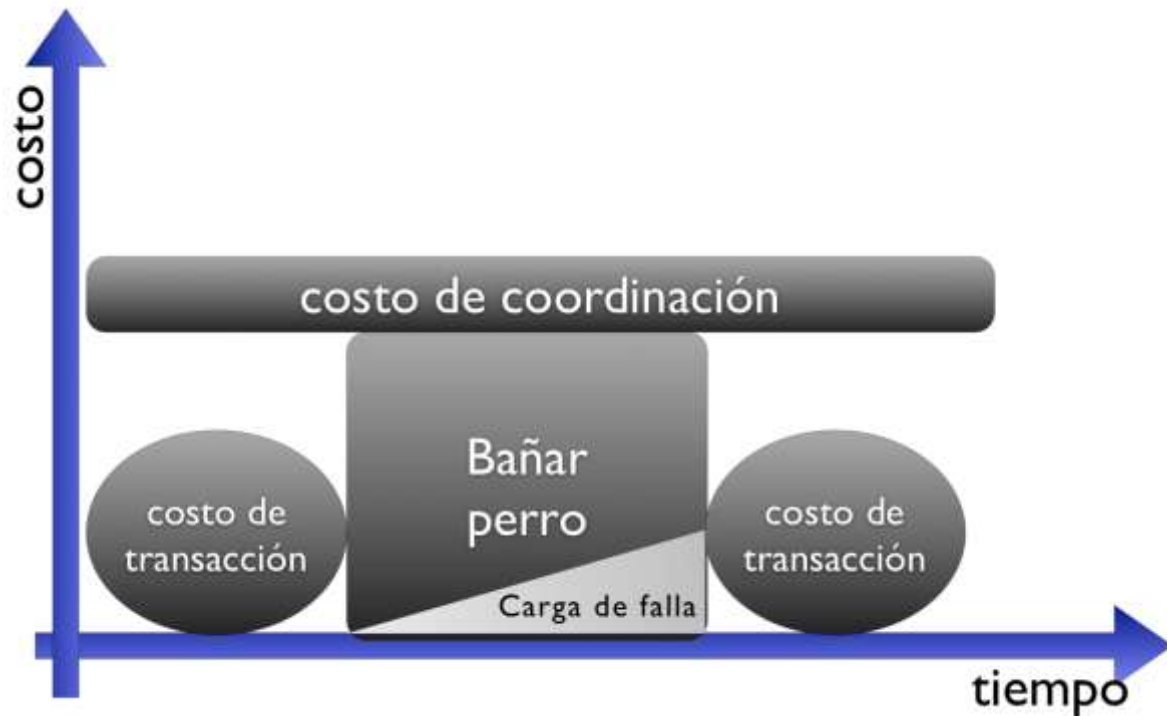 costo
costo de coordinación
Bañar
perro
costo de
transacción
costo de
transacción
Carga de falla
tiempo